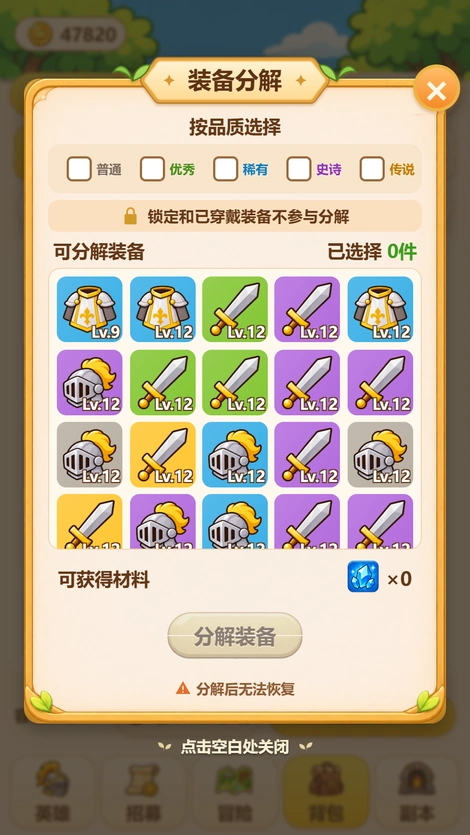 47820
装备分解
按品质选择
普通 优秀 稀有 史诗 传说
锁定和已穿戴装备不参与分解
可分解装备 已选择 0件
Lv.9 Lv.12 Lv.12 Lv.12 Lv.12
Lv.12 Lv.12 Lv.12 Lv.12 Lv.12
Lv.12 Lv.12 Lv.12 Lv.12 Lv.12
可获得材料 ×0
分解装备
分解后无法恢复
点击空白处关闭
英雄 招募 冒险 背包 副本